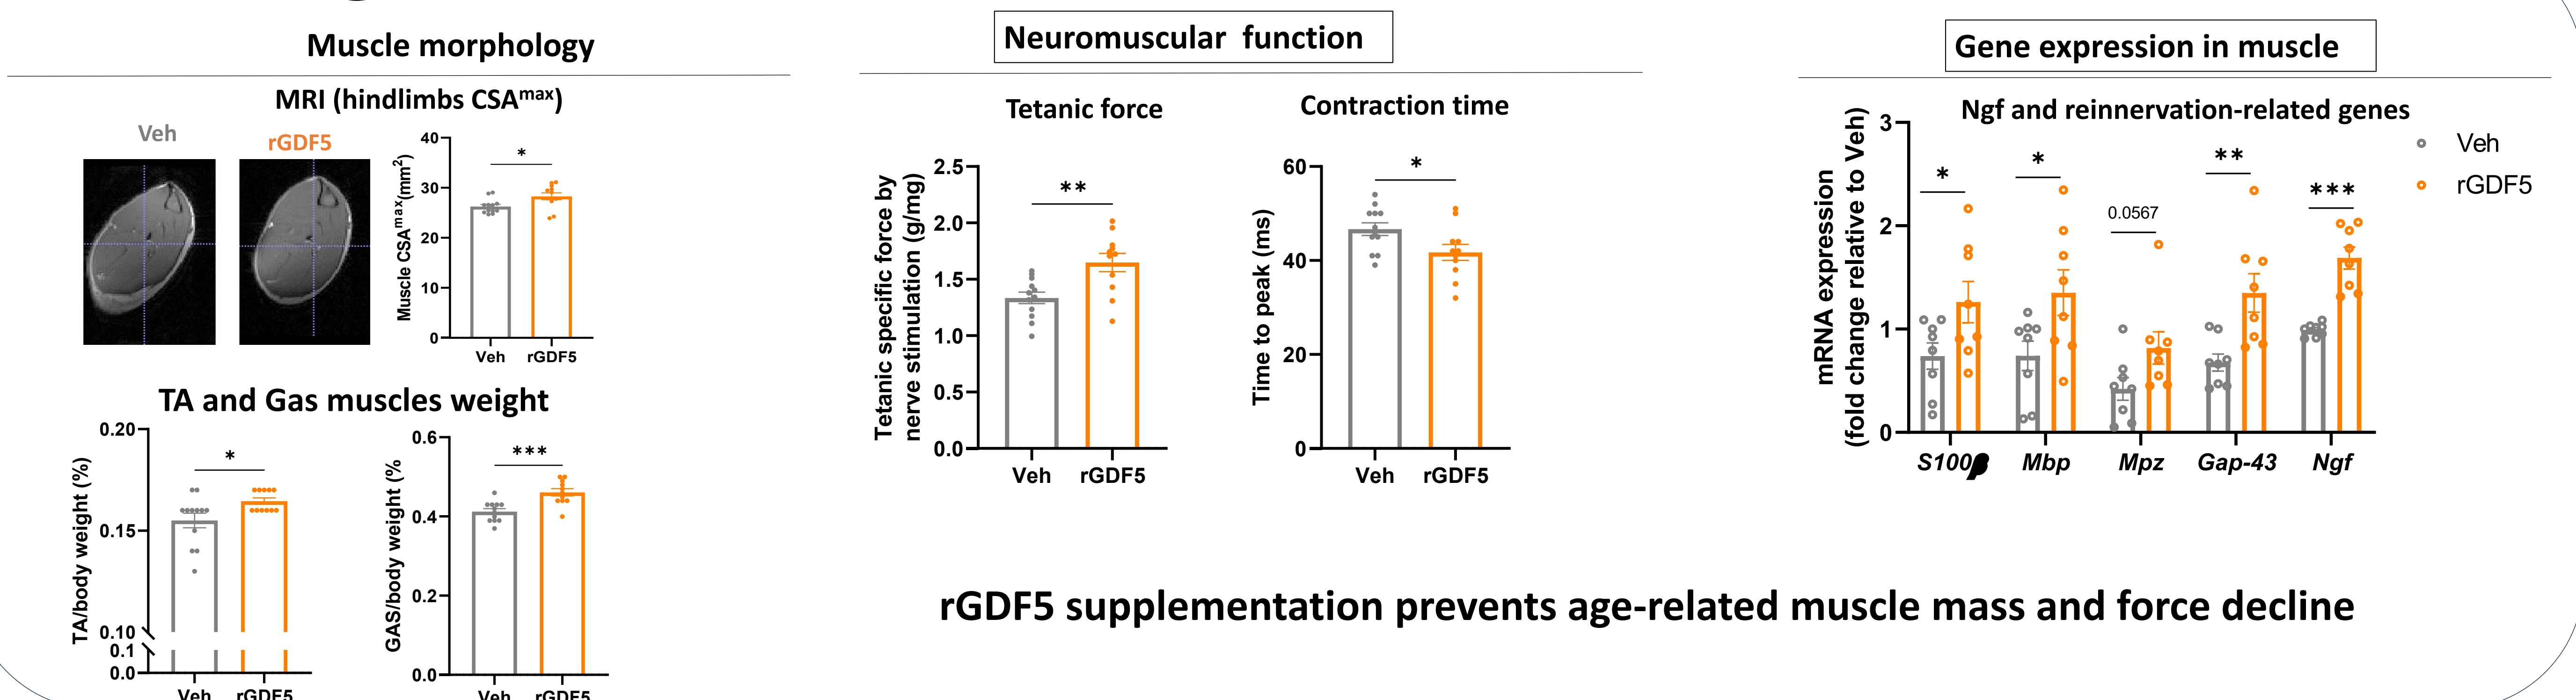 Muscle morphology
MRI (hindlimbs CSAmax)
Veh
rGDF5
Muscle CSAmax(mm2)
40
30
20
10
0
*
Veh
rGDF5
TA and Gas muscles weight
TA/body weight (%)
0.20
0.15
0.10
0.1
0.0
*
Veh
rGDF5
GAS/body weight (%
0.6
0.4
0.2
0.0
***
Veh
rGDF5
Neuromuscular function
Tetanic force
Tetanic specific force by
nerve stimulation (g/mg)
2.5
2.0
1.5
1.0
0.5
0.0
**
Veh
rGDF5
Contraction time
Time to peak (ms)
60
40
20
0
*
Veh
rGDF5
Gene expression in muscle
Ngf and reinnervation-related genes
mRNA expression
(fold change relative to Veh)
3
2
1
0
*
*
0.0567
**
***
S100β
Mbp
Mpz
Gap-43
Ngf
Veh
rGDF5
rGDF5 supplementation prevents age-related muscle mass and force decline